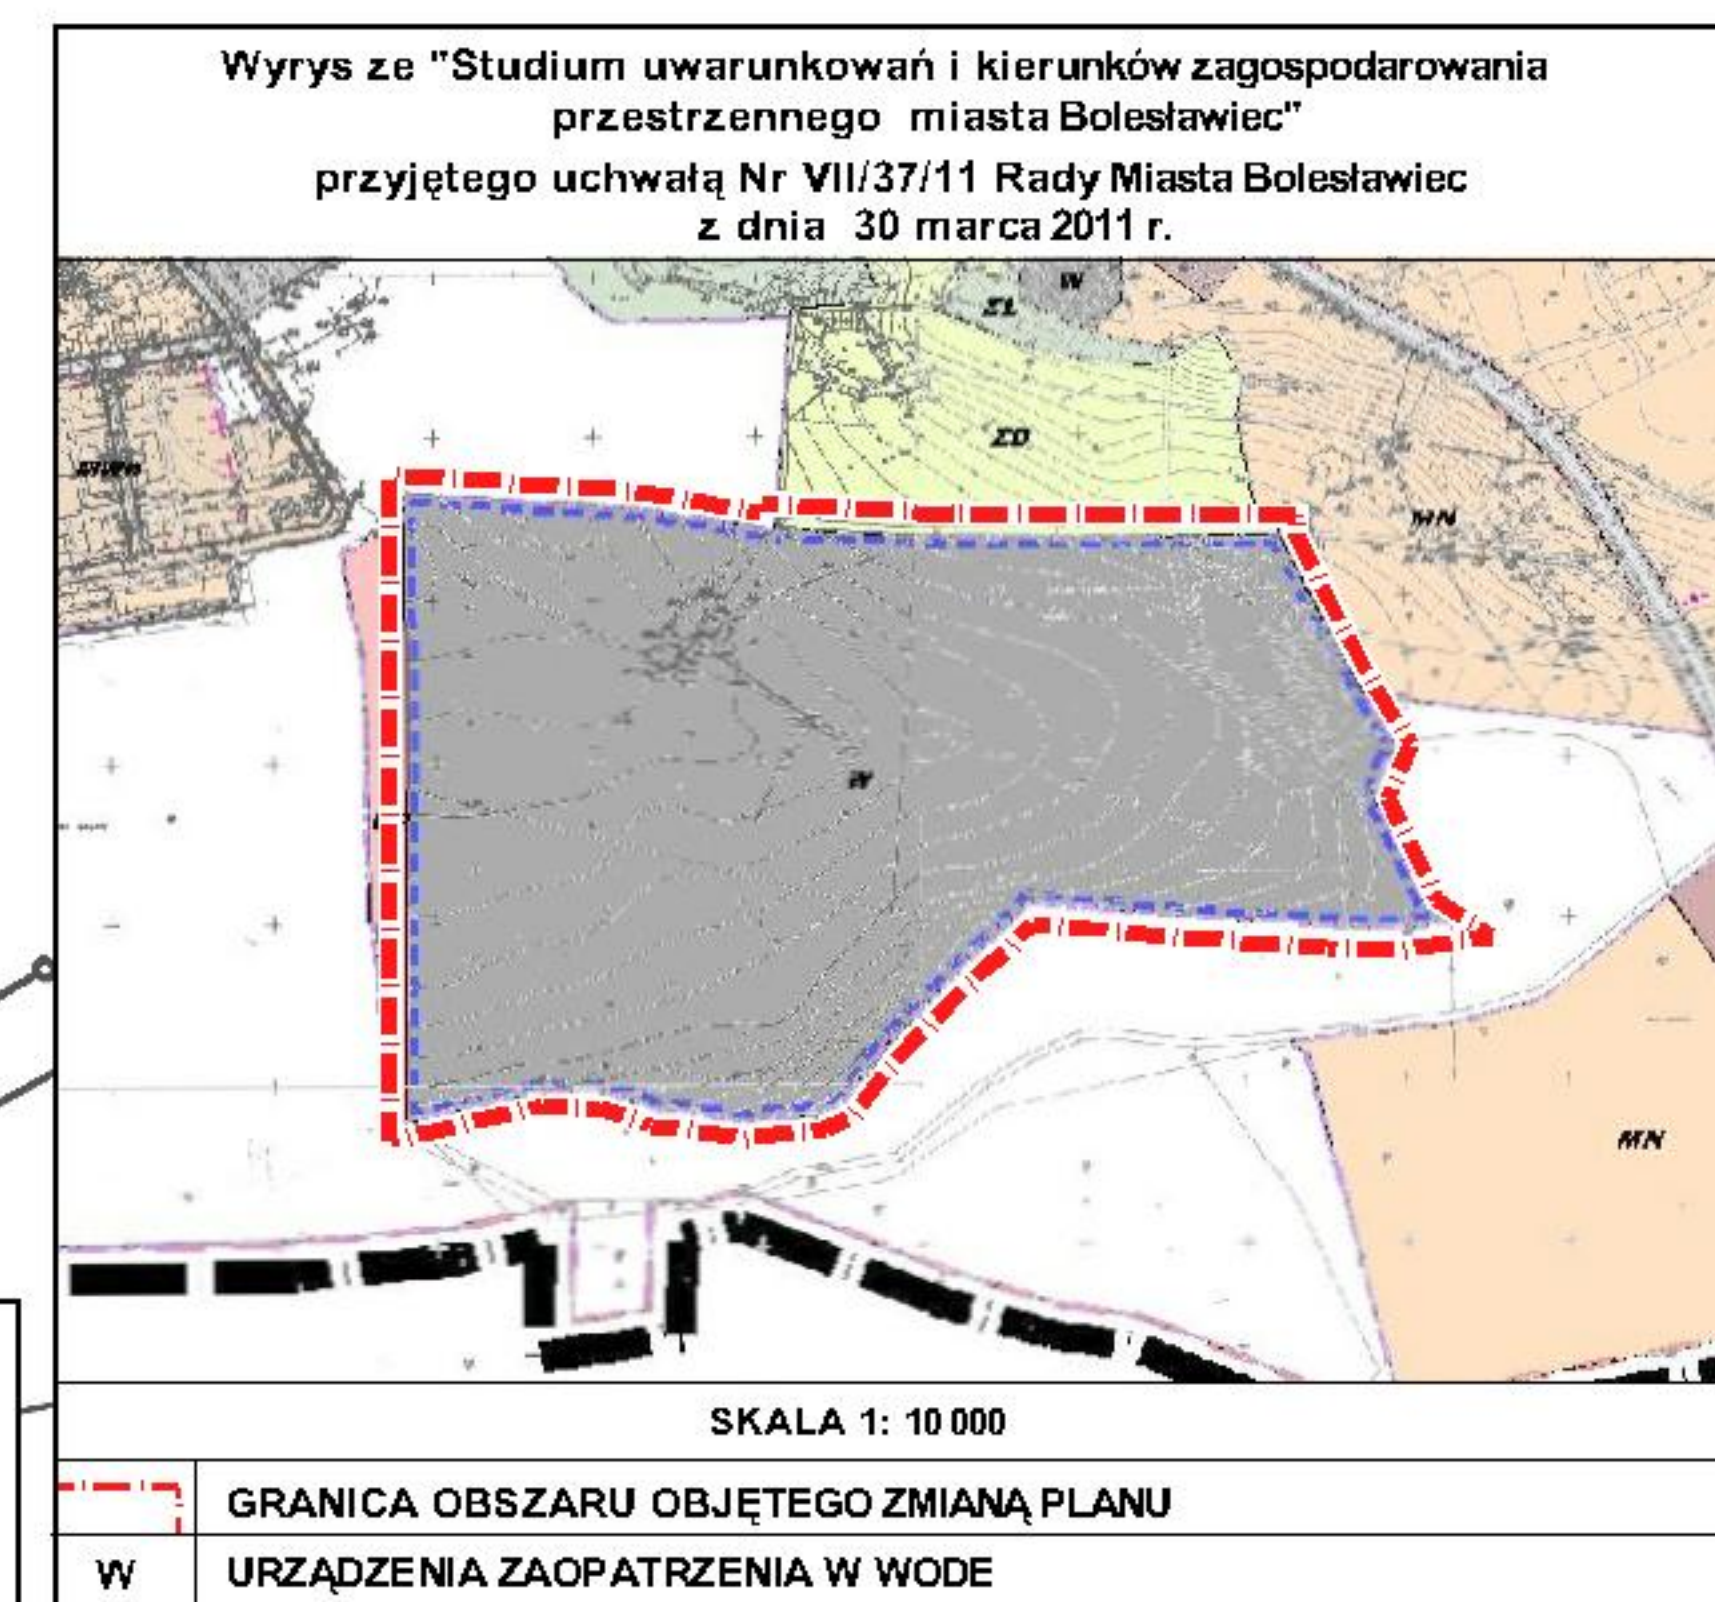 Wyrys ze "Studium uwarunkowań i kierunków zagospodarowania
przestrzennego miasta Bolesławiec"
przyjętego uchwałą Nr VII/37/11 Rady Miasta Bolesławiec
z dnia 30 marca 2011 r.
W
ZL
ZD
MN
W
MN
SKALA 1: 10 000
GRANICA OBSZARU OBJĘTEGO ZMIANĄ PLANU
W URZĄDZENIA ZAOPATRZENIA W WODE